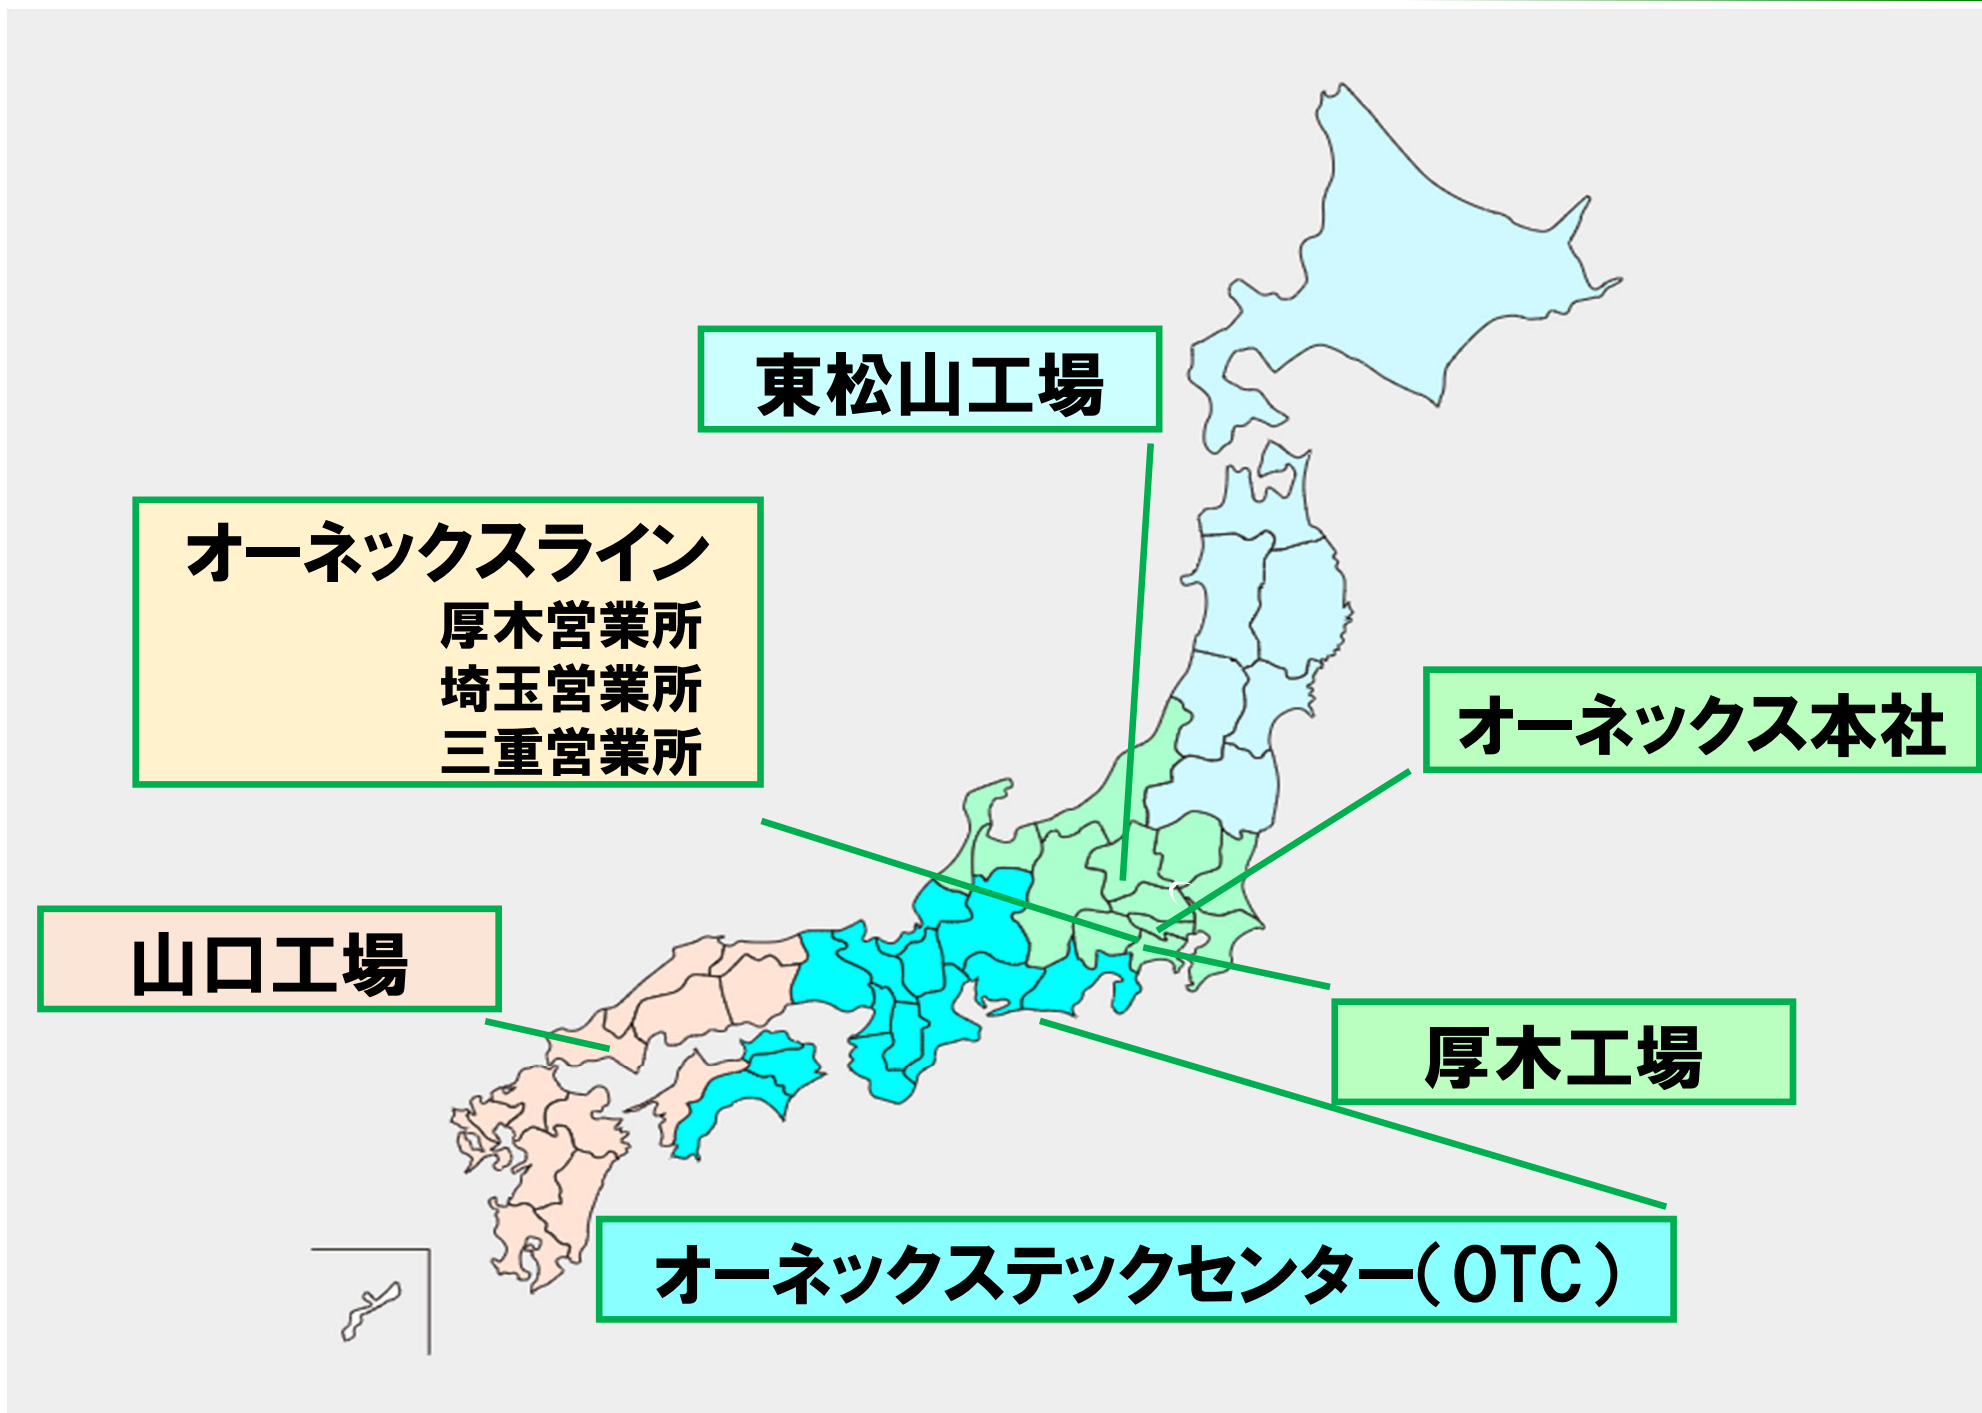 東松山工場
オーネックスライン
厚木営業所
埼玉営業所
三重営業所
オーネックス本社
山口工場
厚木工場
オーネックステックセンター(OTC)